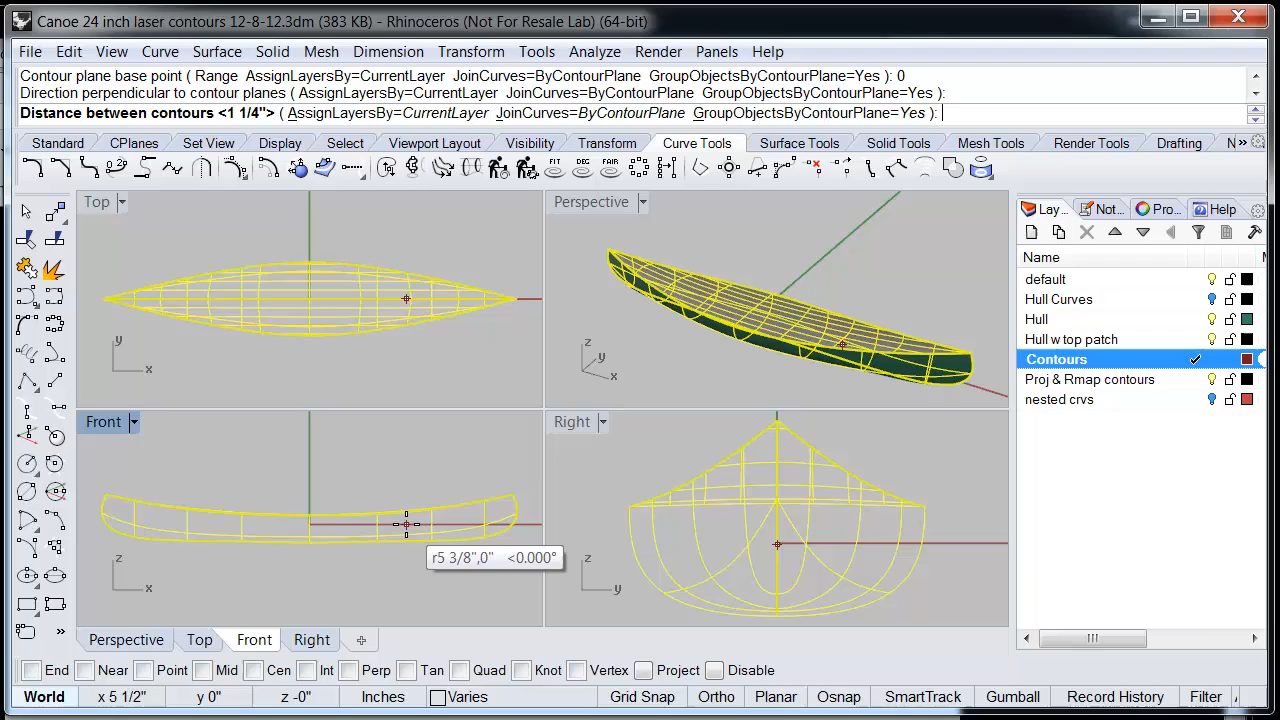 Canoe 24 inch laser contours 12-8-12.3dm (383 KB) - Rhinoceros (Not For Resale Lab) (64-bit)
File Edit View Curve Surface Solid Mesh Dimension Transform Tools Analyze Render Panels Help
Contour plane base point ( Range AssignLayersBy=CurrentLayer JoinCurves=ByContourPlane GroupObjectsByContourPlane=Yes ): 0
Direction perpendicular to contour planes ( AssignLayersBy=CurrentLayer JoinCurves=ByContourPlane GroupObjectsByContourPlane=Yes ):
Distance between contours <1 1/4"> ( AssignLayersBy=CurrentLayer JoinCurves=ByContourPlane GroupObjectsByContourPlane=Yes ):
Standard CPlanes Set View Display Select Viewport Layout Visibility Transform Curve Tools Surface Tools Solid Tools Mesh Tools Render Tools Drafting N »
FIT DEG FAIR
Top
y
x
Perspective
z
y
x
Front
r5 3/8",0" <0.000°
z
x
Right
z
y
Lay... Not... Pro... Help
Name
default
Hull Curves
Hull
Hull w top patch
Contours
Proj & Rmap contours
nested crvs
Perspective Top Front Right
End Near Point Mid Cen Int Perp Tan Quad Knot Vertex Project Disable
World x 5 1/2" y 0" z -0" Inches Varies Grid Snap Ortho Planar Osnap SmartTrack Gumball Record History Filter